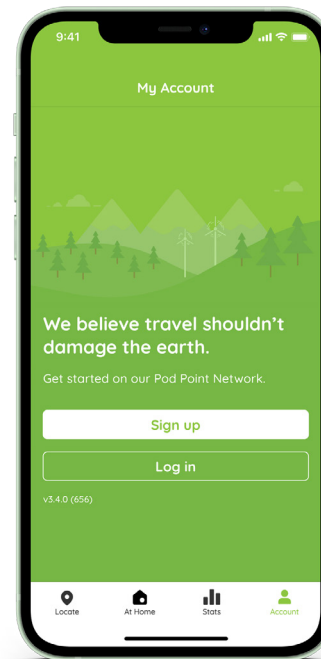 9:41
My Account
We believe travel shouldn't
damage the earth.
Get started on our Pod Point Network.
Sign up
Log in
v3.4.0 (656)
Locate
At Home
Stats
Account